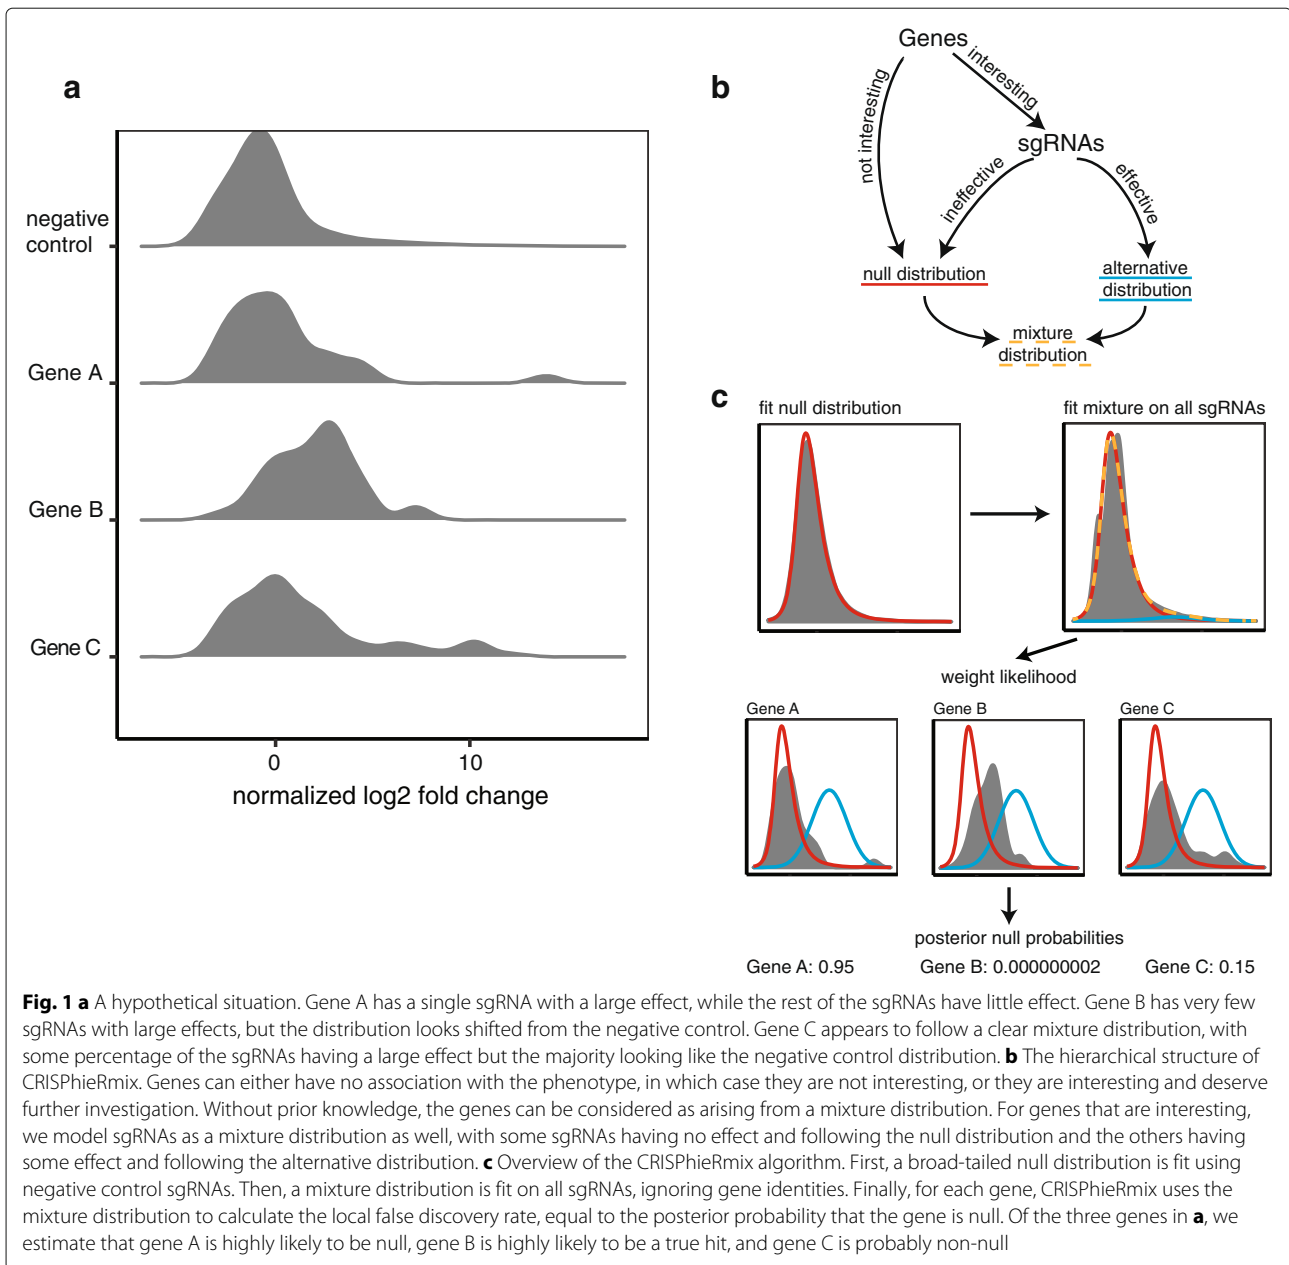 a
negative
control
Gene A
Gene B
Gene C
0
10
normalized log2 fold change
b
Genes
interesting
not interesting
sgRNAs
ineffective
effective
null distribution
alternative
distribution
mixture
distribution
c
fit null distribution
fit mixture on all sgRNAs
weight likelihood
Gene A
Gene B
Gene C
posterior null probabilities
Gene A: 0.95
Gene B: 0.000000002
Gene C: 0.15
Fig. 1 a A hypothetical situation. Gene A has a single sgRNA with a large effect, while the rest of the sgRNAs have little effect. Gene B has very few
sgRNAs with large effects, but the distribution looks shifted from the negative control. Gene C appears to follow a clear mixture distribution, with
some percentage of the sgRNAs having a large effect but the majority looking like the negative control distribution. b The hierarchical structure of
CRISPhieRmix. Genes can either have no association with the phenotype, in which case they are not interesting, or they are interesting and deserve
further investigation. Without prior knowledge, the genes can be considered as arising from a mixture distribution. For genes that are interesting,
we model sgRNAs as a mixture distribution as well, with some sgRNAs having no effect and following the null distribution and the others having
some effect and following the alternative distribution. c Overview of the CRISPhieRmix algorithm. First, a broad-tailed null distribution is fit using
negative control sgRNAs. Then, a mixture distribution is fit on all sgRNAs, ignoring gene identities. Finally, for each gene, CRISPhieRmix uses the
mixture distribution to calculate the local false discovery rate, equal to the posterior probability that the gene is null. Of the three genes in a, we
estimate that gene A is highly likely to be null, gene B is highly likely to be a true hit, and gene C is probably non-null